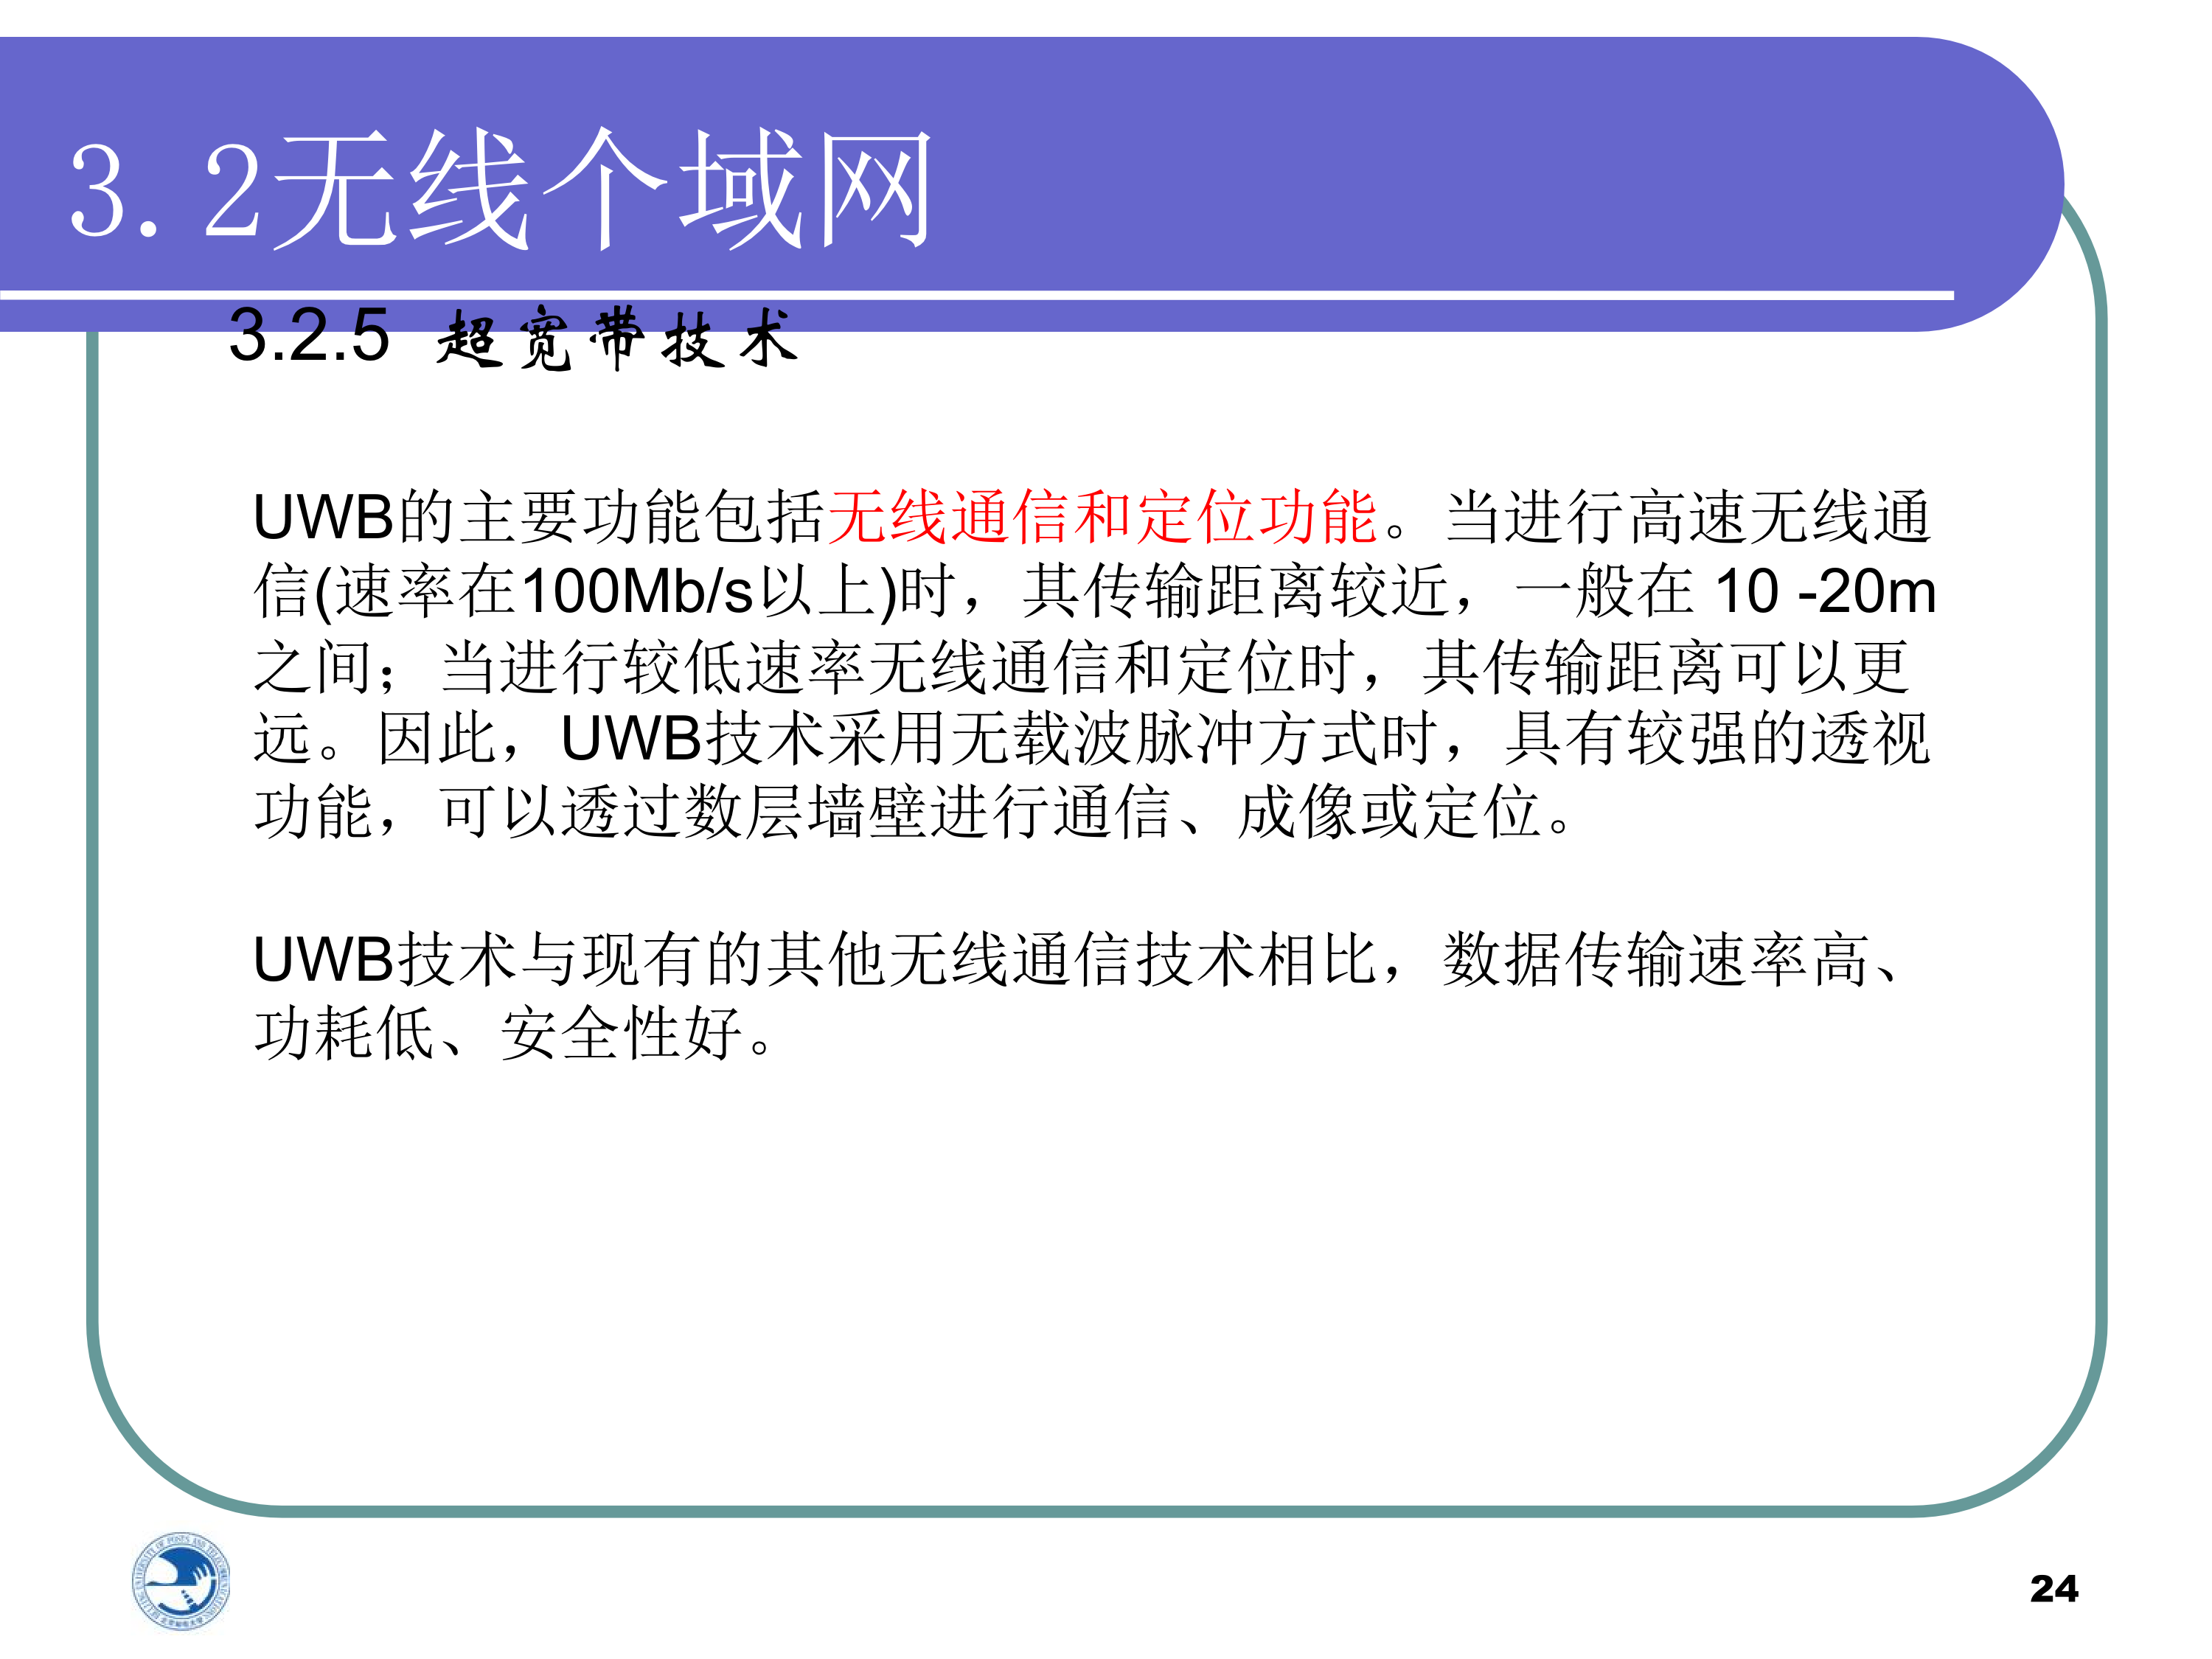 3.2无线个域网
3.2.5 超宽带技术
UWB的主要功能包括无线通信和定位功能。当进行高速无线通
信(速率在100Mb/s以上)时，其传输距离较近，一般在 10 -20m
之间；当进行较低速率无线通信和定位时，其传输距离可以更
远。因此，UWB技术采用无载波脉冲方式时，具有较强的透视
功能，可以透过数层墙壁进行通信、成像或定位。
UWB技术与现有的其他无线通信技术相比，数据传输速率高、
功耗低、安全性好。
24